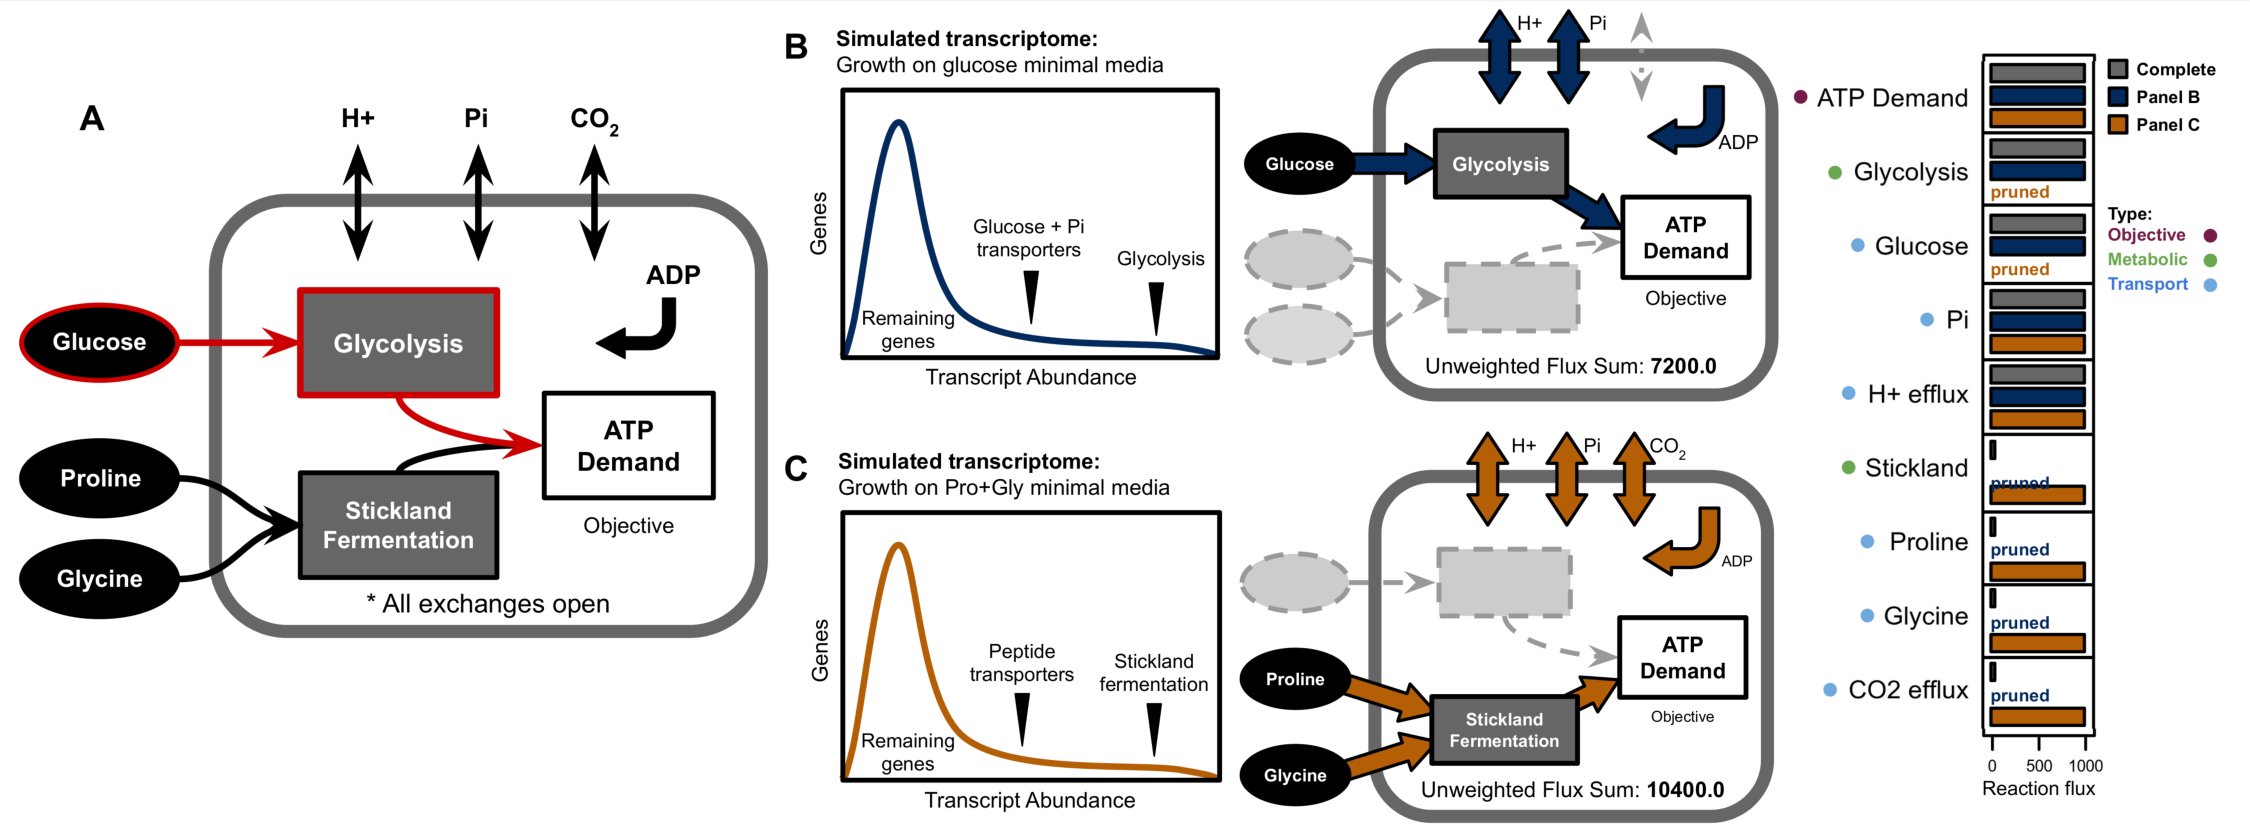 A
H+
Pi
CO2
ADP
Glucose
Glycolysis
Proline
Glycine
Stickland
Fermentation
ATP
Demand
Objective
* All exchanges open
B
Simulated transcriptome:
Growth on glucose minimal media
Genes
Remaining
genes
Glucose + Pi
transporters
Glycolysis
Transcript Abundance
H+
Pi
ADP
Glucose
Glycolysis
ATP
Demand
Objective
Unweighted Flux Sum: 7200.0
C
Simulated transcriptome:
Growth on Pro+Gly minimal media
Genes
Remaining
genes
Peptide
transporters
Stickland
fermentation
Transcript Abundance
H+
Pi
CO2
ADP
Proline
Glycine
Stickland
Fermentation
ATP
Demand
Objective
Unweighted Flux Sum: 10400.0
ATP Demand
Glycolysis
pruned
Glucose
pruned
Pi
H+ efflux
Stickland
pruned
Proline
pruned
Glycine
pruned
CO2 efflux
pruned
0 500 1000
Reaction flux
Complete
Panel B
Panel C
Type:
Objective
Metabolic
Transport